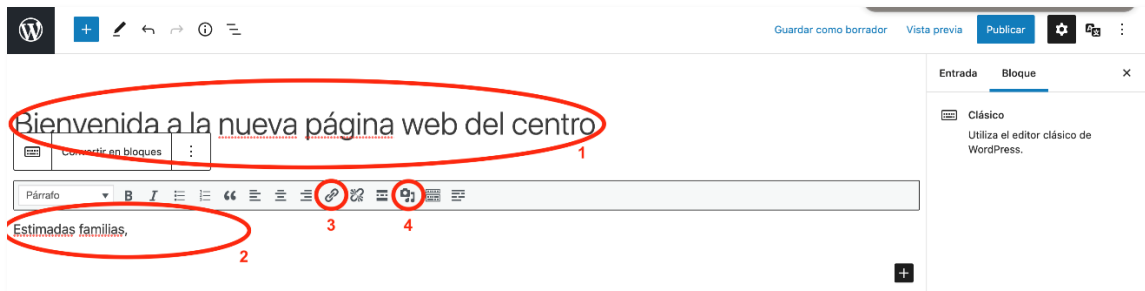 Guardar como borrador Vista previa Publicar
Entrada Bloque
Bienvenida a la nueva página web del centro
1
Clásico
Utiliza el editor clásico de
WordPress.
Convertir en bloques
Párrafo B I
3 4
Estimadas familias,
2